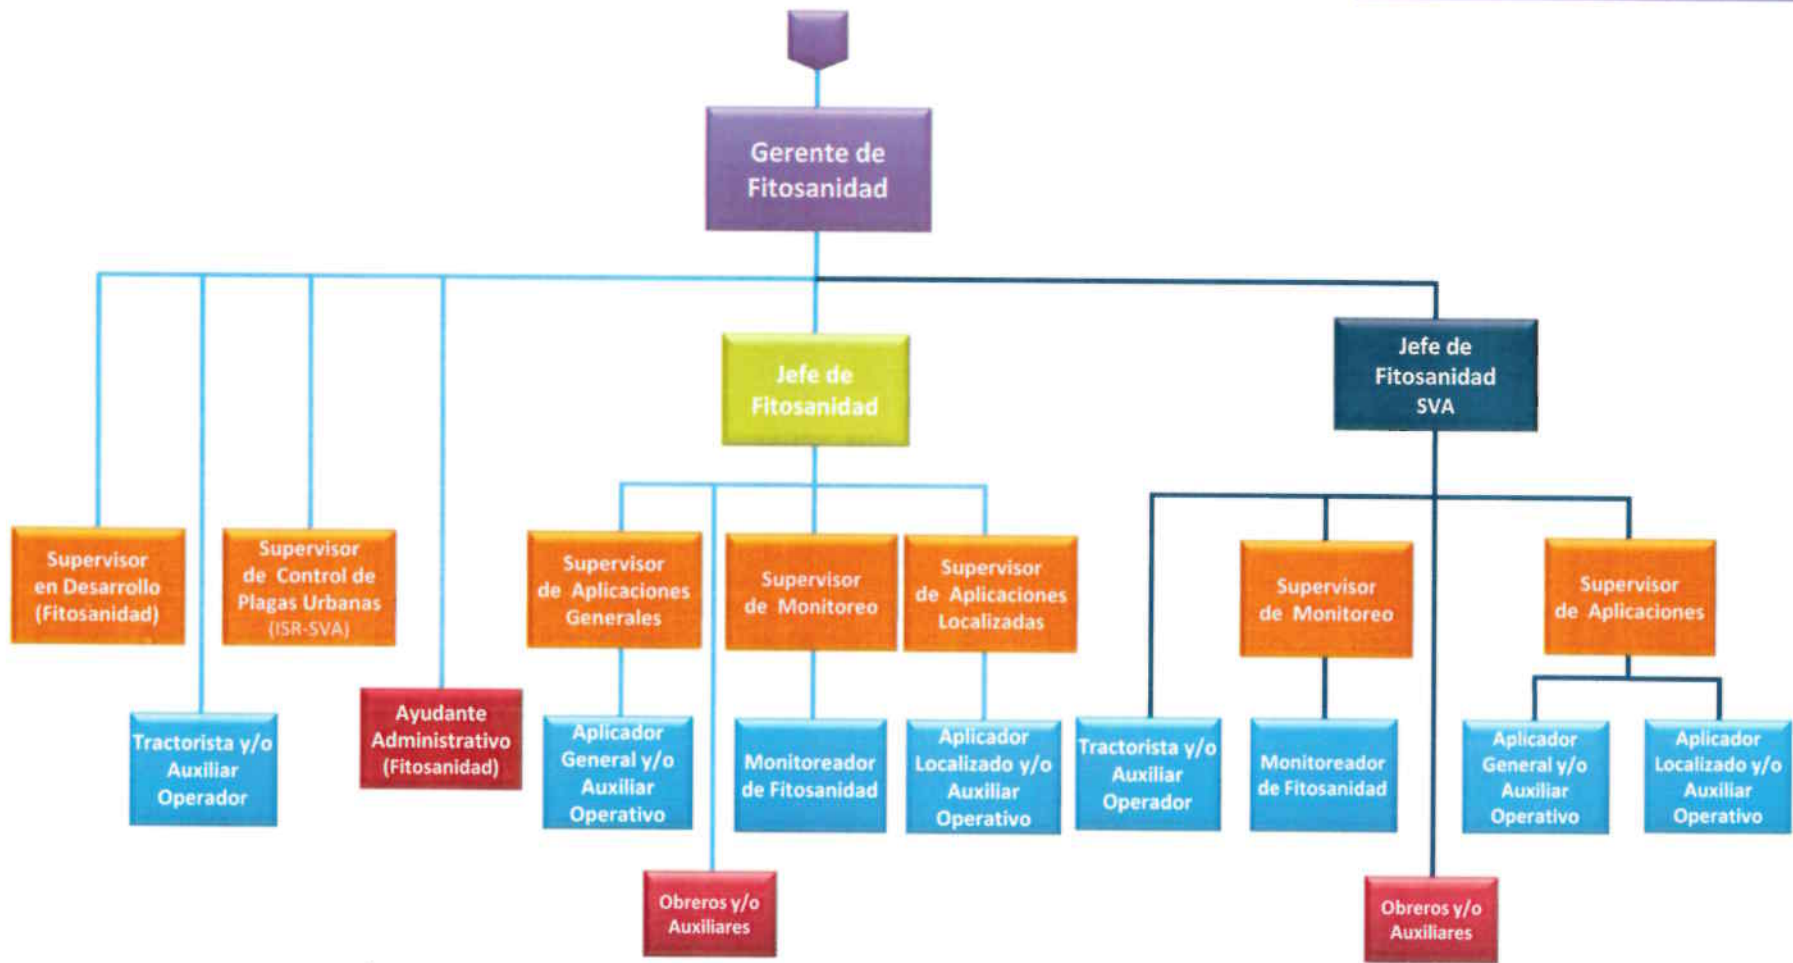 Gerente de
Fitosanidad
Jefe de
Fitosanidad
Jefe de
Fitosanidad
SVA
Supervisor
en Desarrollo
(Fitosanidad)
Supervisor
de Control de
Plagas Urbanas
(ISR-SVA)
Supervisor
de Aplicaciones
Generales
Supervisor
de Monitoreo
Supervisor
de Aplicaciones
Localizadas
Supervisor
de Monitoreo
Supervisor
de Aplicaciones
Tractorista y/o
Auxiliar
Operador
Ayudante
Administrativo
(Fitosanidad)
Aplicador
General y/o
Auxiliar
Operativo
Monitoreador
de Fitosanidad
Aplicador
Localizado y/o
Auxiliar
Operativo
Tractorista y/o
Auxiliar
Operador
Monitoreador
de Fitosanidad
Aplicador
General y/o
Auxiliar
Operativo
Aplicador
Localizado y/o
Auxiliar
Operativo
Obreros y/o
Auxiliares
Obreros y/o
Auxiliares